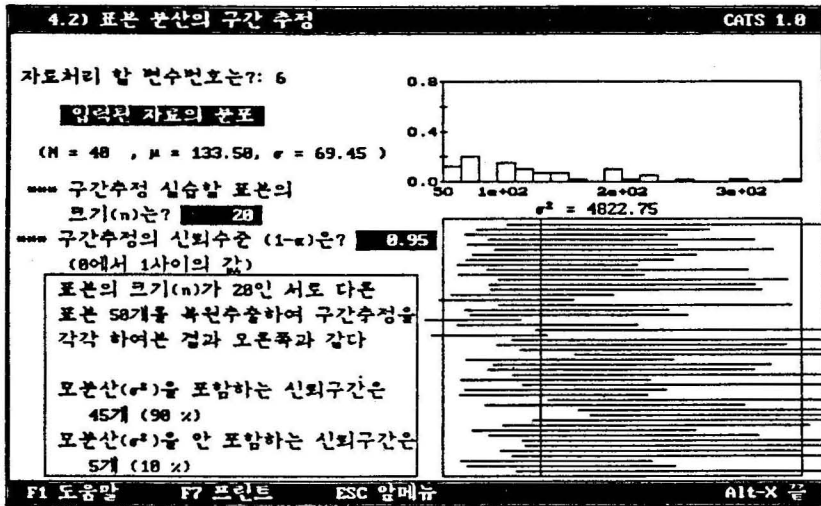 4.2) 표본 분산의 구간 추정 CATS 1.0
자료처리 할 변수번호는?: 6
입력된 자료의 분포
(N = 40 , μ = 133.50, σ = 69.45 )
*** 구간추정 실습할 표본의
크기(n)는? 20
*** 구간추정의 신뢰수준 (1-α)은? 0.95
(0에서 1사이의 값)
표본의 크기(n)가 20인 서로 다른
표본 50개를 복원추출하여 구간추정을
각각 하여본 결과 오른쪽과 같다
모분산(σ²)을 포함하는 신뢰구간은
45개 (90 %)
모분산(σ²)을 안 포함하는 신뢰구간은
5개 (10 %)
0.8
0.4
0.0
50 1e+02 2e+02 3e+02
σ² = 4822.75
F1 도움말 F7 프린트 ESC 앞메뉴 Alt-X 끝